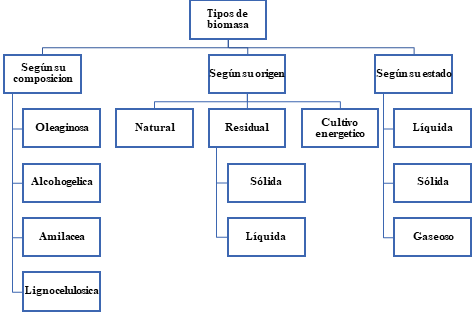 Tipos de
biomasa
Según su
composicion
Según su origen
Según su estado
Oleaginosa
Alcohogelica
Amilacea
Lignocelulosica
Natural
Residual
Cultivo
energetico
Sólida
Líquida
Líquida
Sólida
Gaseoso